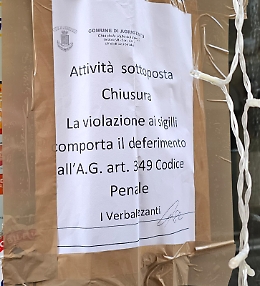 COMUNE DI
Attività sottoposta
Chiusura
La violazione ai sigilli
comporta il deferimento
all'A.G. art. 349 Codice
Penale
I Verbalizzanti